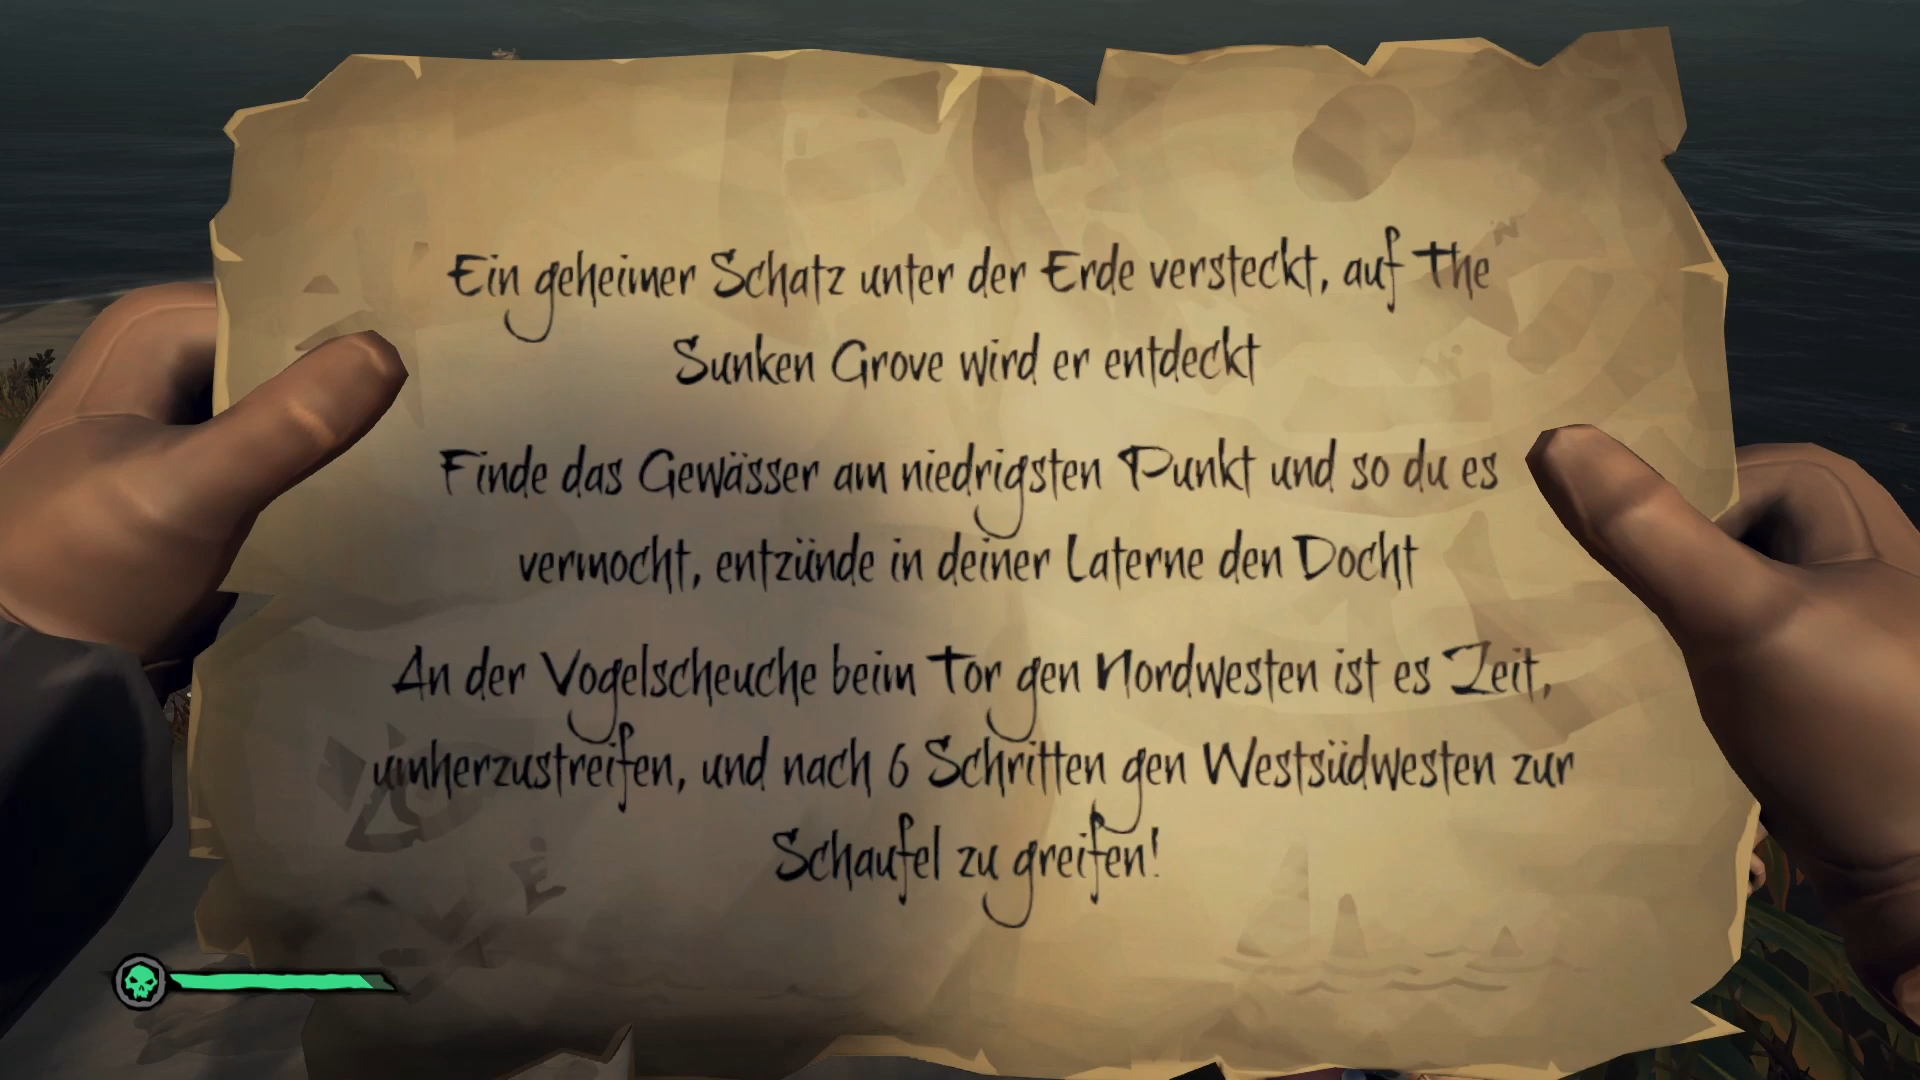 Ein geheimer Schatz unter der Erde versteckt, auf The
Sunken Grove wird er entdeckt
Finde das Gewässer am niedrigsten Punkt und so du es
vermocht, entzünde in deiner Laterne den Docht
An der Vogelscheuche beim Tor gen Nordwesten ist es Zeit,
umherzustreifen, und nach 6 Schritten gen Westsüdwesten zur
Schaufel zu greifen!